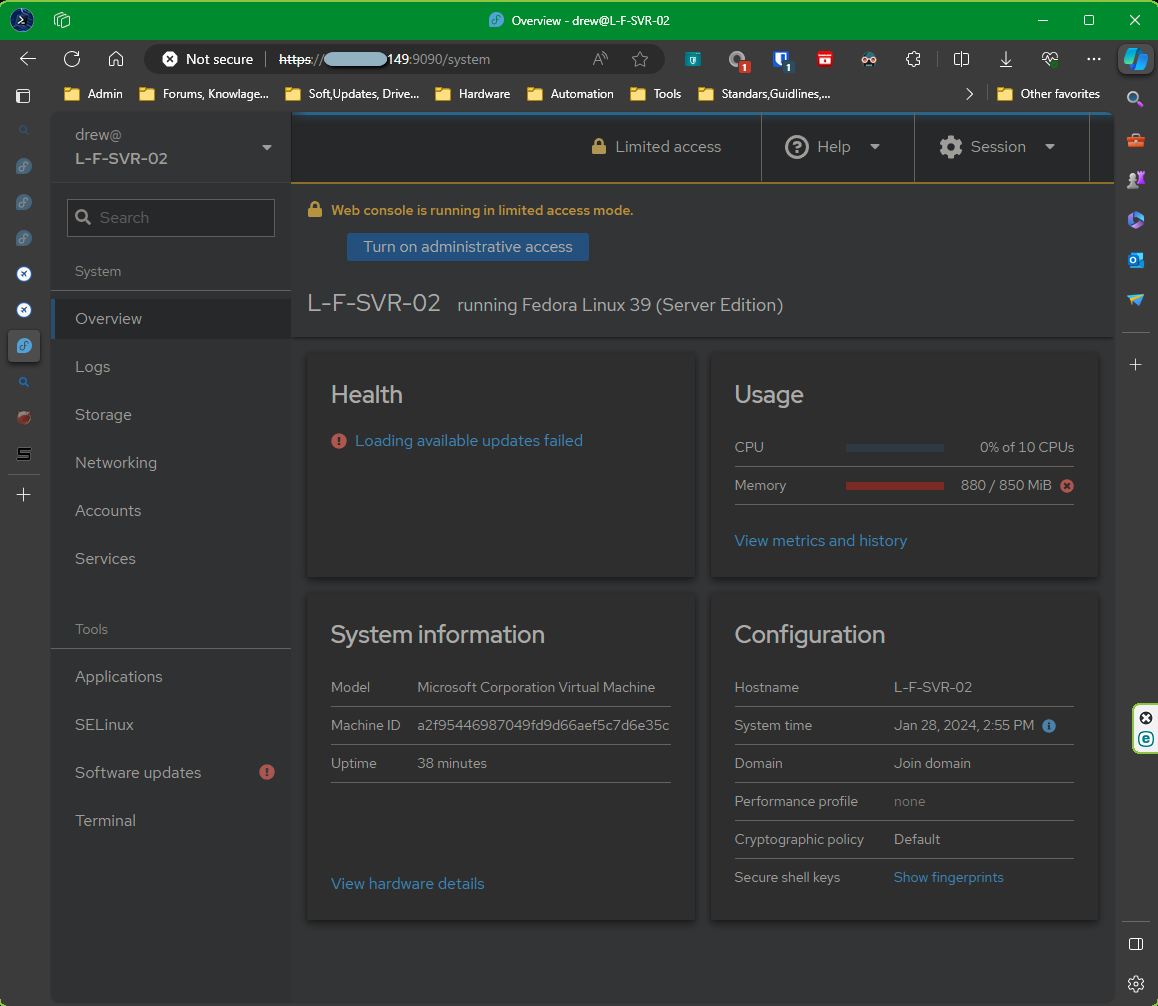 Overview - drew@L-F-SVR-02
Not secure
https://
149:9090/system
1
1
Admin
Forums, Knowlage...
Soft,Updates, Drive...
Hardware
Automation
Tools
Standars,Guidlines,...
Other favorites
drew@
L-F-SVR-02
Limited access
Help
Session
Search
Web console is running in limited access mode.
Turn on administrative access
System
L-F-SVR-02 running Fedora Linux 39 (Server Edition)
Overview
Logs
Storage
Networking
Accounts
Services
Tools
Applications
SELinux
Software updates
Terminal
Health
Loading available updates failed
Usage
CPU 0% of 10 CPUs
Memory 880 / 850 MiB
View metrics and history
System information
Model Microsoft Corporation Virtual Machine
Machine ID a2f95446987049fd9d66aef5c7d6e35c
Uptime 38 minutes
View hardware details
Configuration
Hostname L-F-SVR-02
System time Jan 28, 2024, 2:55 PM
Domain Join domain
Performance profile none
Cryptographic policy Default
Secure shell keys Show fingerprints